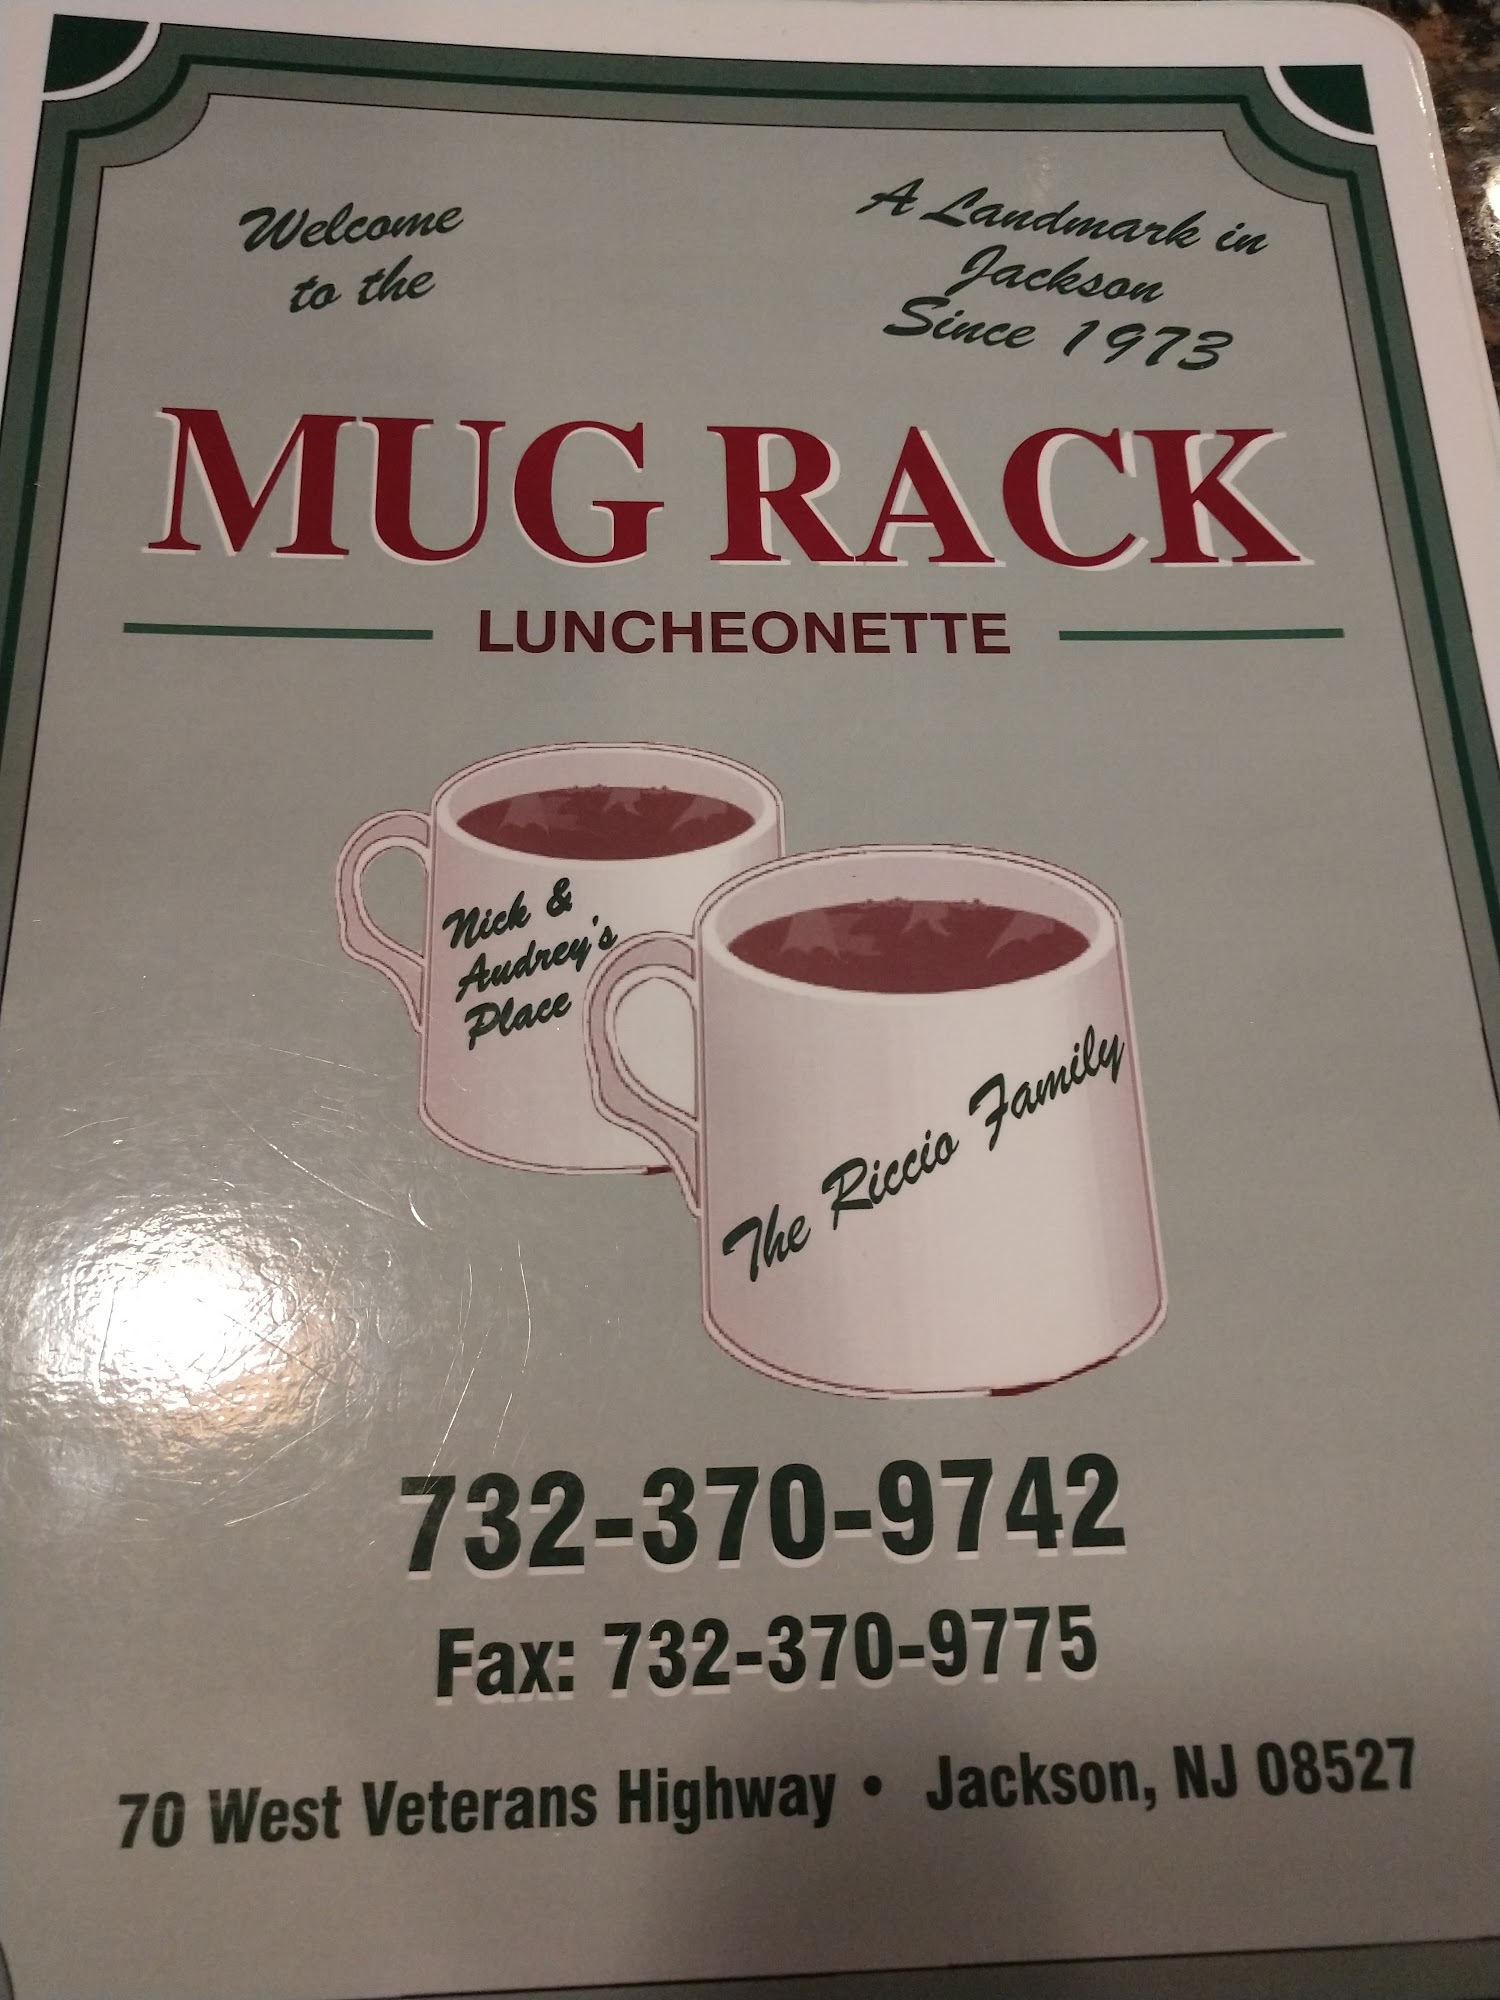 Welcome
to the
A Landmark in
Jackson
Since 1973
MUG RACK
LUNCHEONETTE
Nick &
Audrey's
Place
The Riccio Family
732-370-9742
Fax: 732-370-9775
70 West Veterans Highway • Jackson, NJ 08527